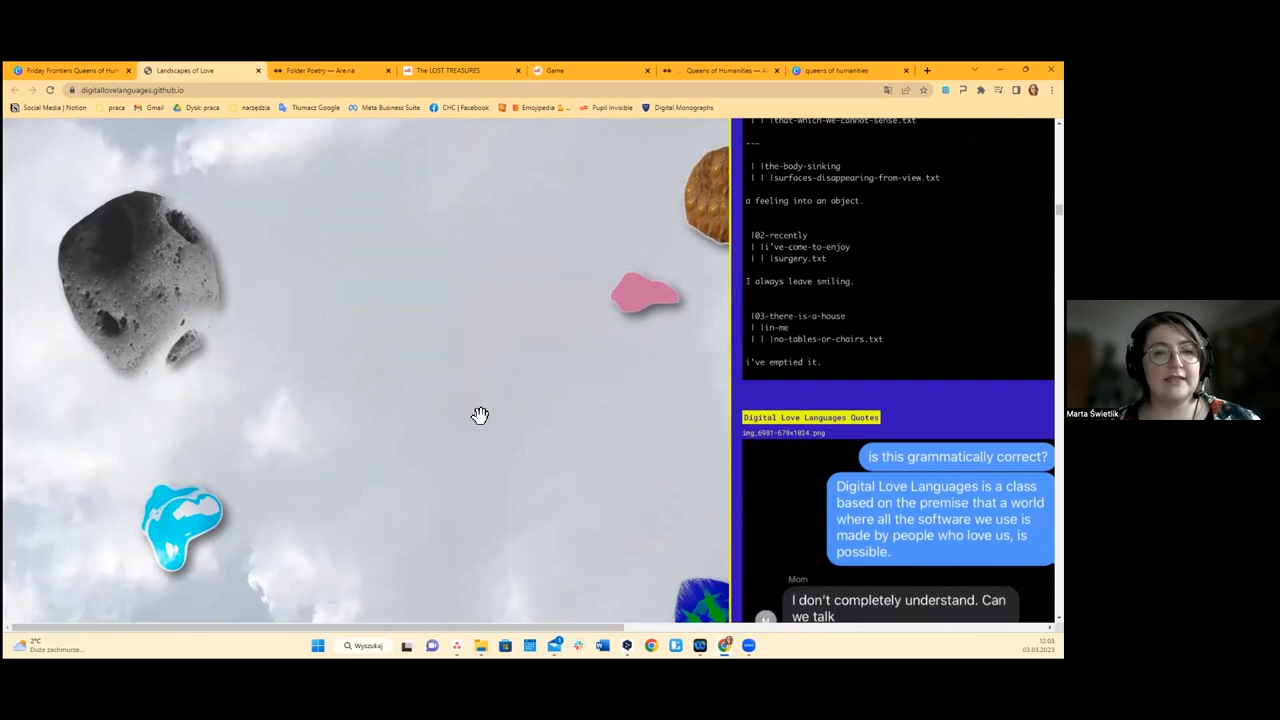 Friday Frontiers Queens of Hum
Landscapes of Love
Folder Poetry — Are.na
The LOST TREASURES
Game
Queens of Humanities — A
queens of humanities
digitallovelanguages.github.io
Social Media | Notion
praca
Gmail
Dysk: praca
narzędzia
Tłumacz Google
Meta Business Suite
CHC | Facebook
Emojipedia
Pupil Invisible
Digital Monographs
| | |that-which-we-cannot-sense.txt
---
| |the-body-sinking
| | |surfaces-disappearing-from-view.txt
a feeling into an object.
|02-recently
| |i've-come-to-enjoy
| | |surgery.txt
I always leave smiling.
|03-there-is-a-house
| |in-me
| | |no-tables-or-chairs.txt
i've emptied it.
Digital Love Languages Quotes
img_6981-679x1024.png
is this grammatically correct?
Digital Love Languages is a class
based on the premise that a world
where all the software we use is
made by people who love us, is
possible.
Mom
I don't completely understand. Can
we talk
Marta Świetlik
2°C
Duże zachmurze...
Wyszukaj
12:05
03.03.2023